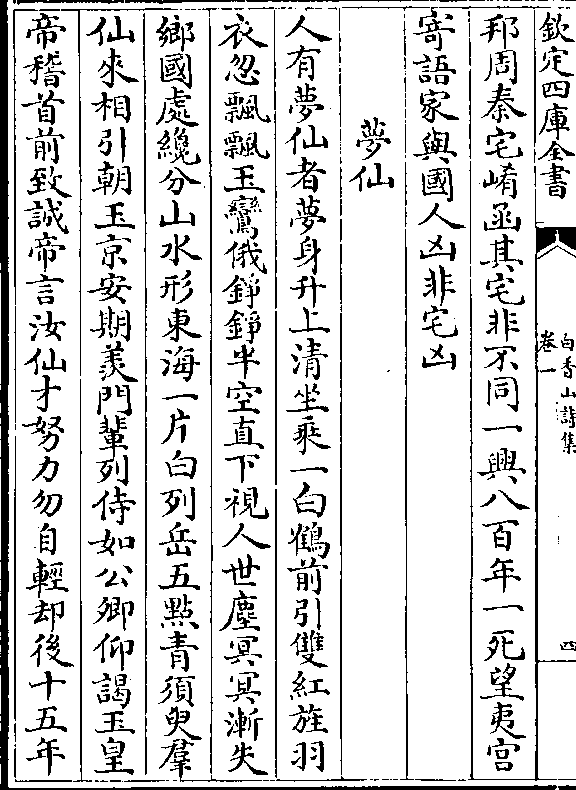 欽定四庫全書
白香山詩集
卷一
四
邦周秦宅崤函其宅非不同一興八百年一死望夷宫
寄語家與國人凶非宅凶
夢仙
人有夢仙者夢身升上清坐乘一白鶴前引雙紅旌羽
衣忽飄飄玉鸞俄錚錚半空直下視人世塵冥冥漸失
鄉國處纔分山水形東海一片白列岳五點青須臾羣
仙來相引朝玉京安期羨門輩列侍如公卿仰謁玉皇
帝稽首前致誠帝言汝仙才努力勿自輕却後十五年